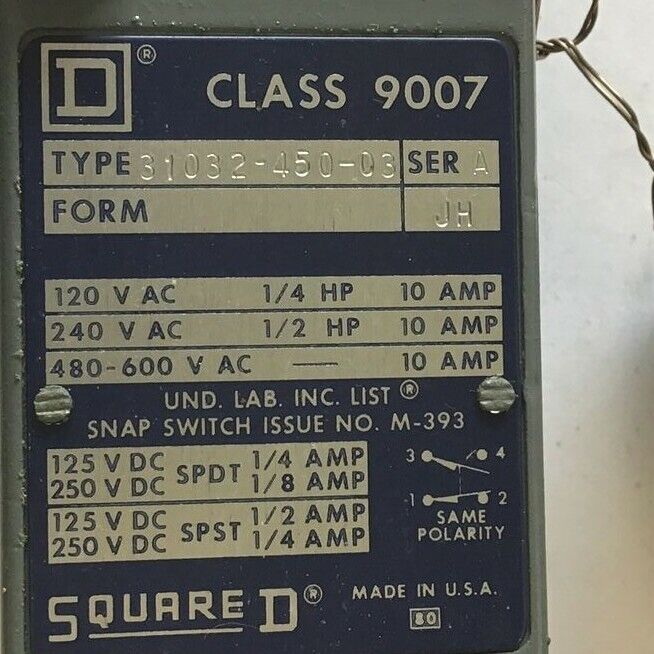 D ® CLASS 9007
TYPE 31032-450-03 SER A
FORM JH
120 V AC 1/4 HP 10 AMP
240 V AC 1/2 HP 10 AMP
480-600 V AC — 10 AMP
UND. LAB. INC. LIST ®
SNAP SWITCH ISSUE NO. M-393
125 V DC SPDT 1/4 AMP
250 V DC 1/8 AMP
3 4
125 V DC SPST 1/2 AMP
250 V DC 1/4 AMP
1 2
SAME
POLARITY
SQUARE D ® MADE IN U.S.A.
80